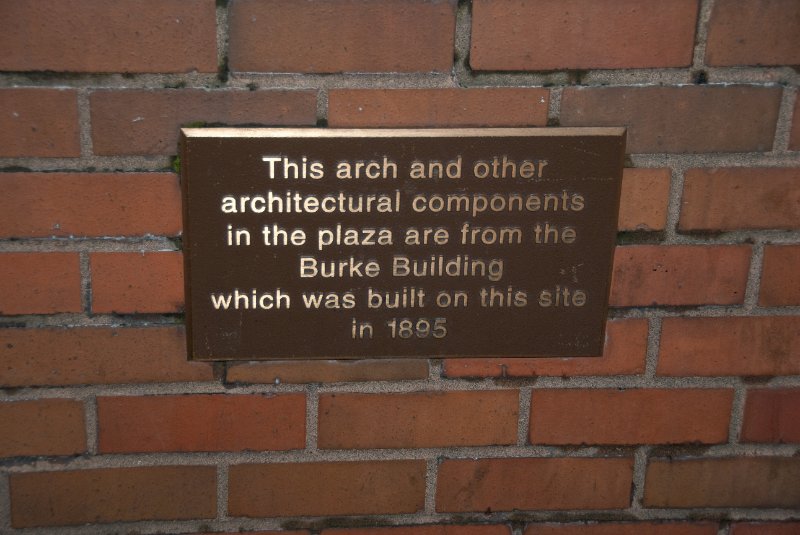 This arch and other
architectural components
in the plaza are from the
Burke Building
which was built on this site
in 1895